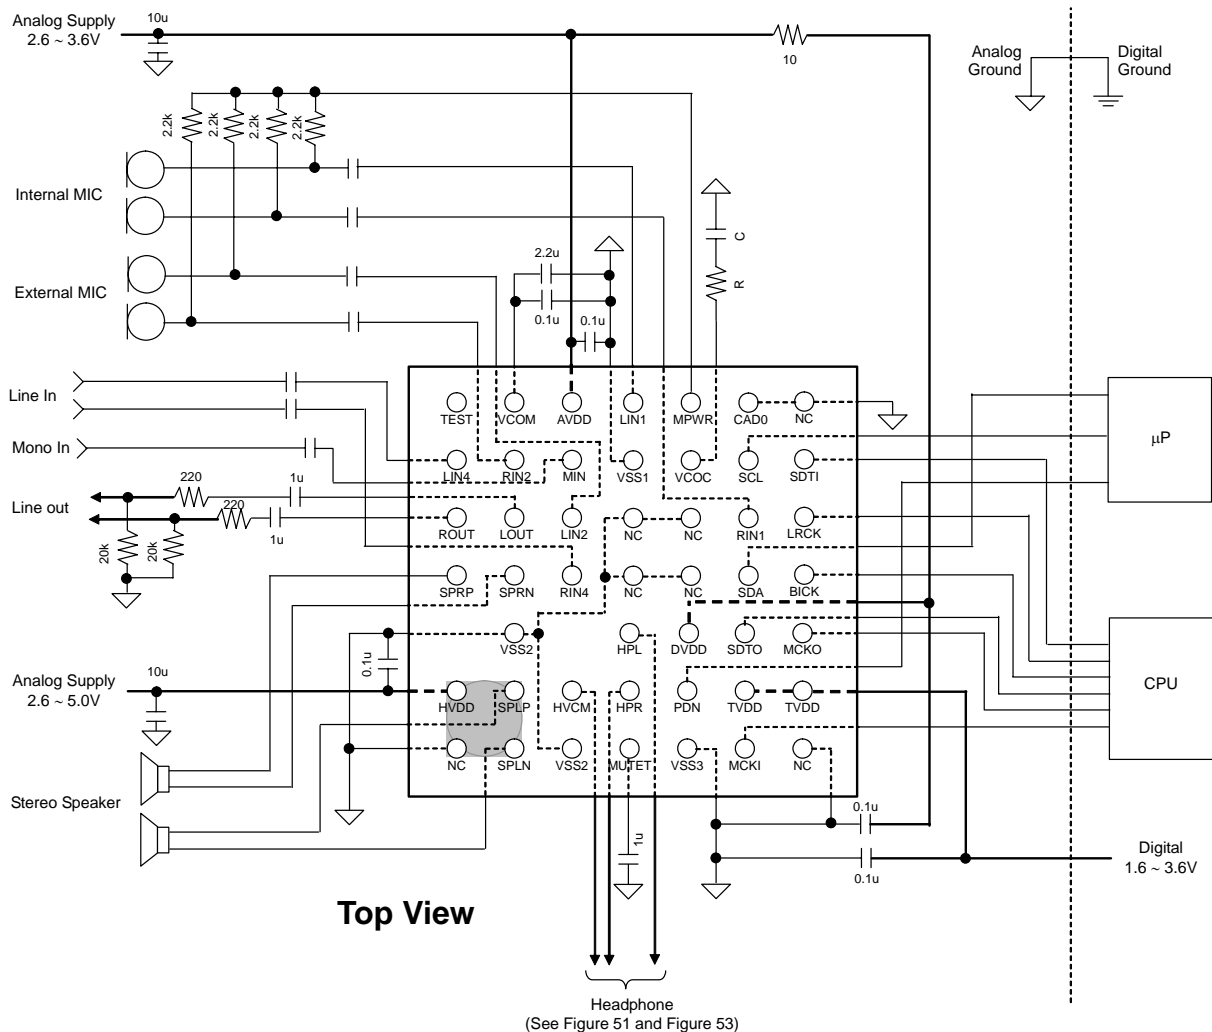 Analog Supply
2.6 ~ 3.6V
10u
10
Analog
Ground
Digital
Ground
2.2k
2.2k
2.2k
2.2k
Internal MIC
External MIC
C
R
2.2u
0.1u
0.1u
Line In
Mono In
Line out
220
1u
220
1u
20k
20k
TEST
VCOM
AVDD
LIN1
MPWR
CAD0
NC
LIN4
RIN2
MIN
VSS1
VCOC
SCL
SDTI
ROUT
LOUT
LIN2
NC
NC
RIN1
LRCK
SPRP
SPRN
RIN4
NC
NC
SDA
BICK
VSS2
HPL
DVDD
SDTO
MCKO
HVDD
SPLP
HVCM
HPR
PDN
TVDD
TVDD
NC
SPLN
VSS2
MUTET
VSS3
MCKI
NC
µP
CPU
0.1u
10u
Analog Supply
2.6 ~ 5.0V
Stereo Speaker
1u
0.1u
0.1u
Digital
1.6 ~ 3.6V
Top View
Headphone
(See Figure 51 and Figure 53)